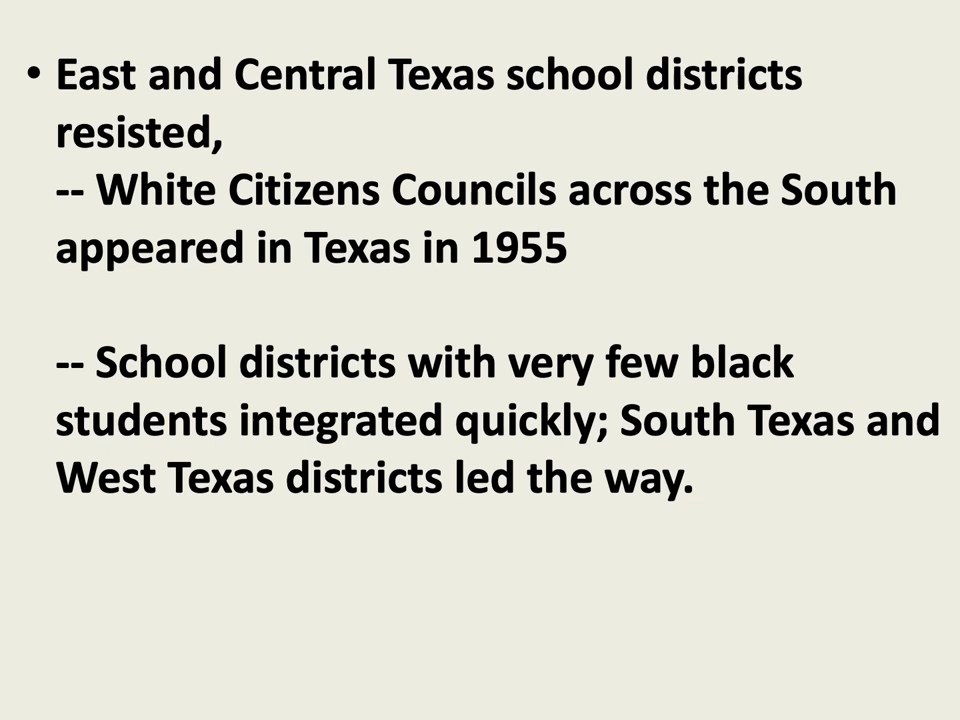 • East and Central Texas school districts
resisted,
-- White Citizens Councils across the South
appeared in Texas in 1955
-- School districts with very few black
students integrated quickly; South Texas and
West Texas districts led the way.